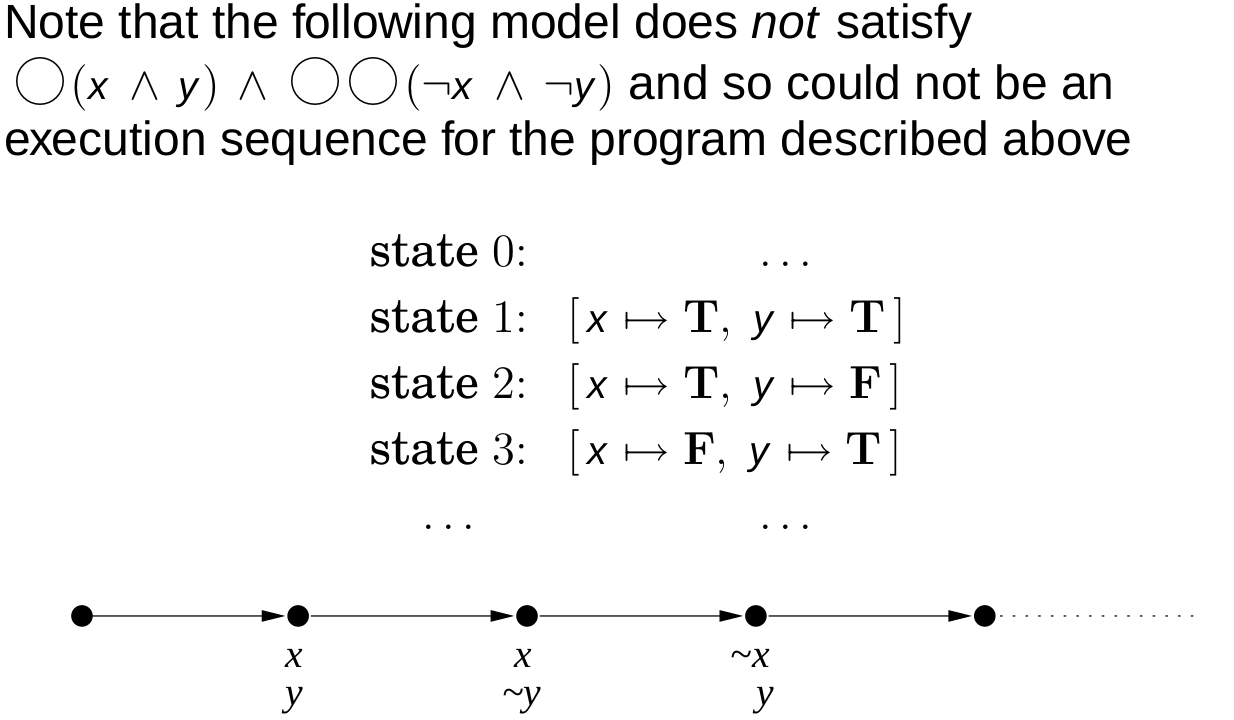 Note that the following model does not satisfy
◯(x ∧ y) ∧ ◯◯(¬x ∧ ¬y) and so could not be an
execution sequence for the program described above
state 0: ...
state 1: [x ↦ T, y ↦ T]
state 2: [x ↦ T, y ↦ F]
state 3: [x ↦ F, y ↦ T]
... ...
x x ~x
y ~y y